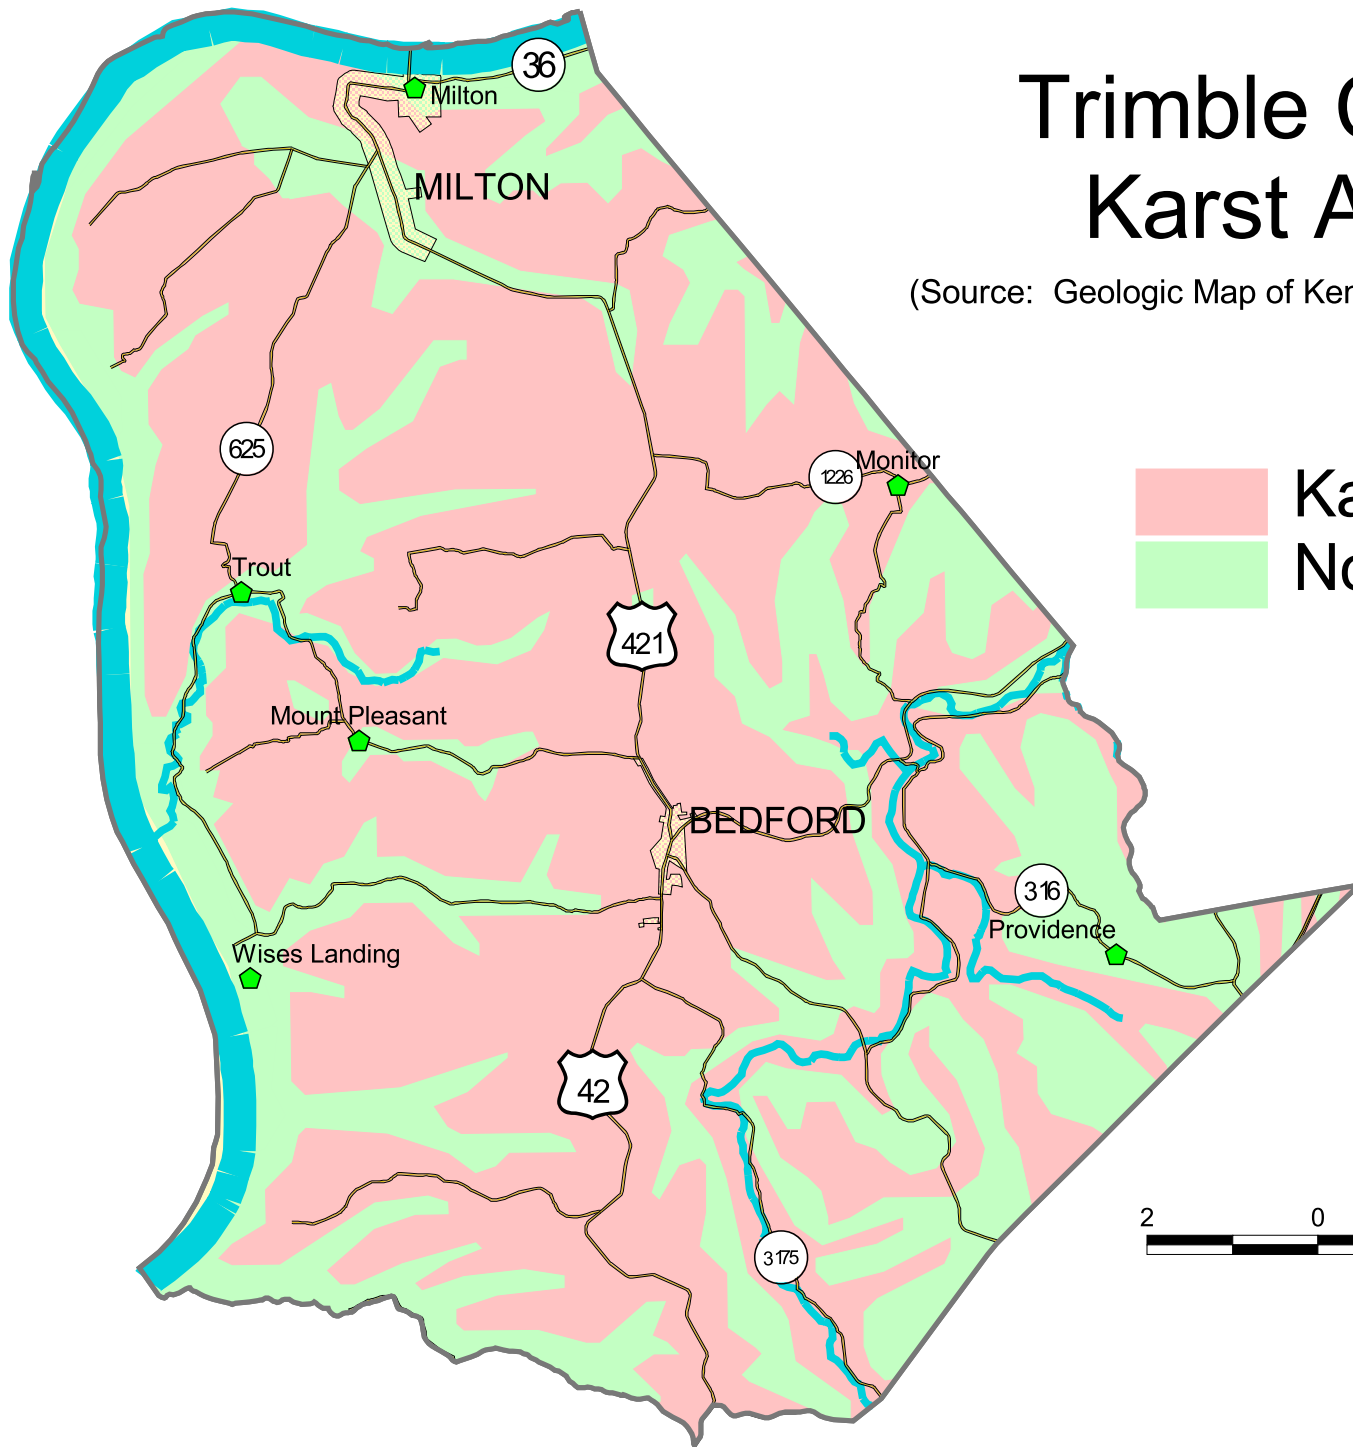 Trimble C
Karst A
(Source:  Geologic Map of Ken
36
Milton
MILTON
625
1226
Monitor
Ka
No
Trout
421
Mount Pleasant
BEDFORD
316
Providence
Wises Landing
42
3175
2 0